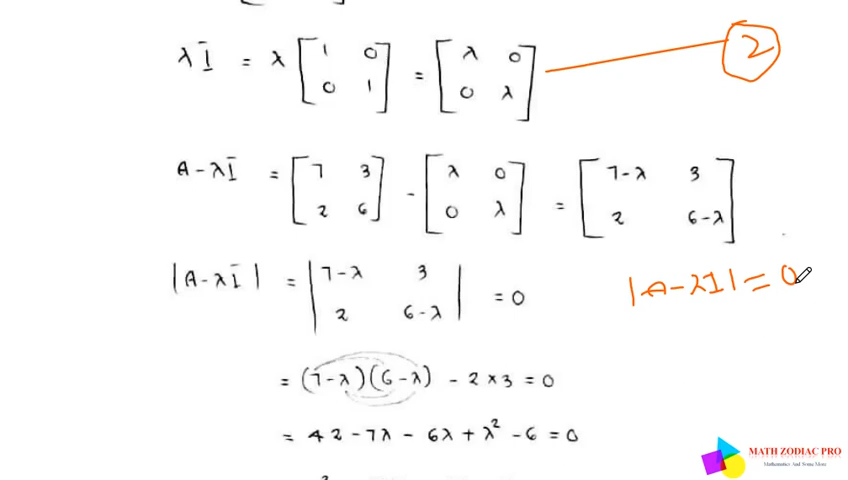 λI = λ [1 0; 0 1] = [λ 0; 0 λ]
2
A - λI = [7 3; 2 6] - [λ 0; 0 λ] = [7-λ 3; 2 6-λ]
|A - λI| = |7-λ 3; 2 6-λ| = 0
|A-λI| = 0
= (7-λ)(6-λ) - 2×3 = 0
= 42 - 7λ - 6λ + λ² - 6 = 0
MATH ZODIAC PRO
Mathematics And Some More